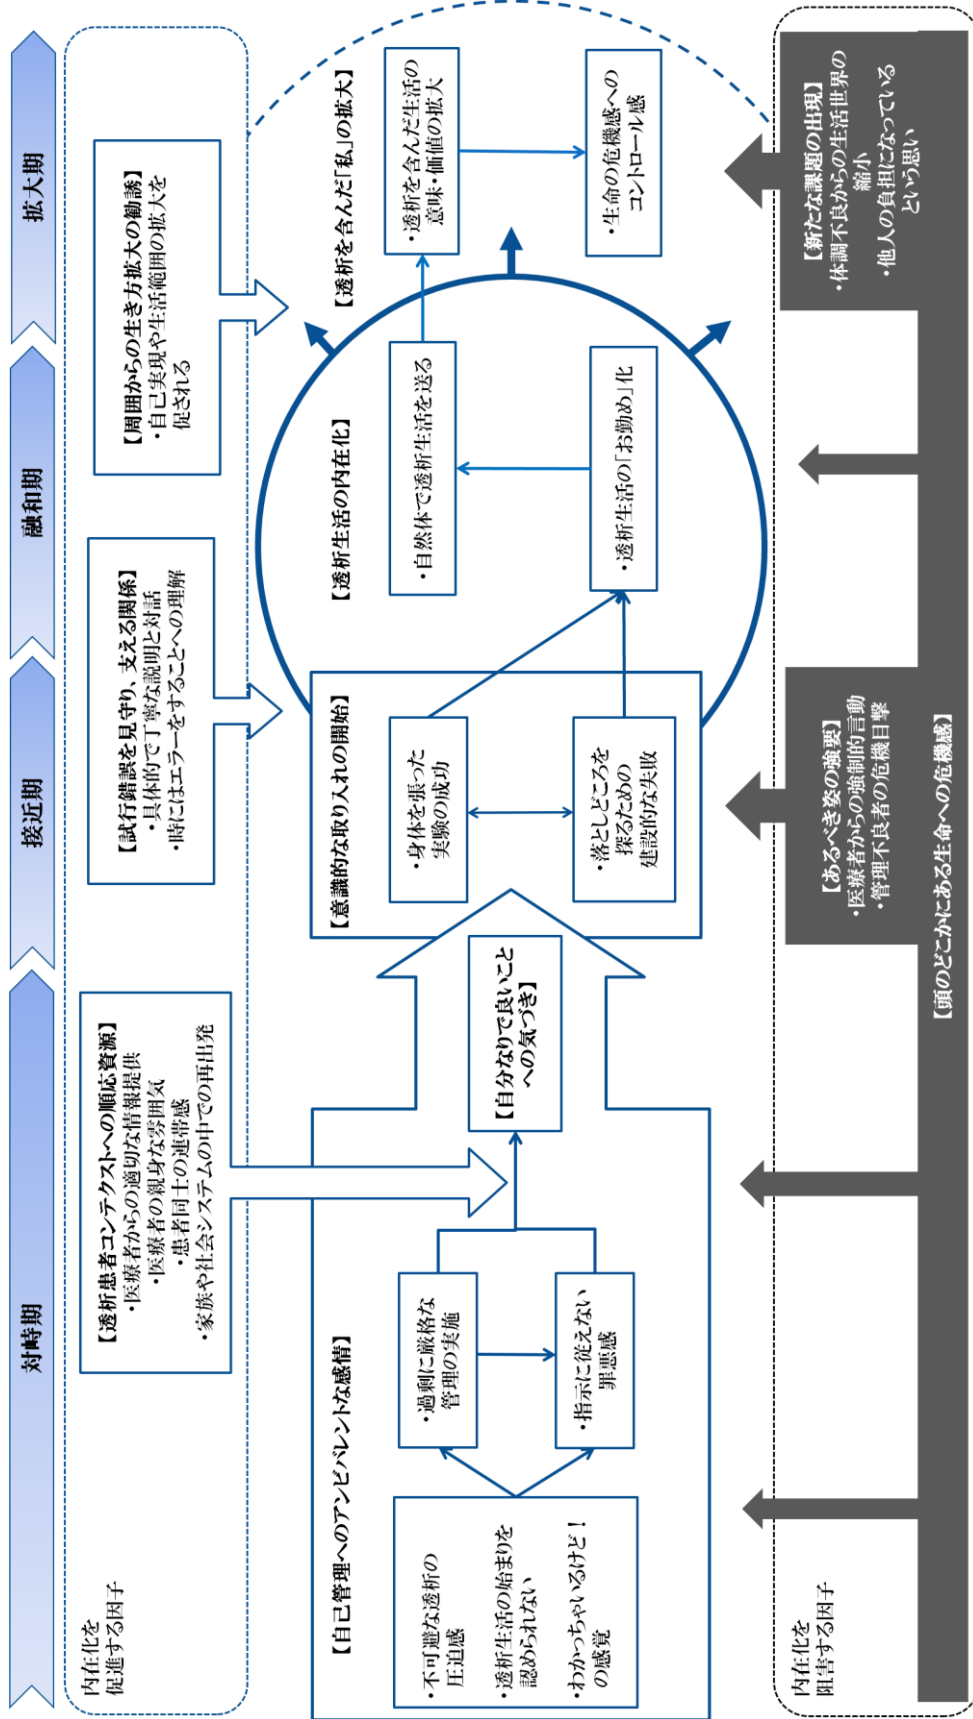 対峙期
接近期
融和期
拡大期
内在化を
促進する因子
【透析患者コンテクストへの順応資源】
・医療者からの適切な情報提供
・医療者の親身な雰囲気
・患者同士の連帯感
・家族や社会システムの中での再出発
【試行錯誤を見守り、支える関係】
・具体的で丁寧な説明と対話
・時にはエラーをすることへの理解
【周囲からの生き方拡大の勧誘】
・自己実現や生活範囲の拡大を
促される
【自己管理へのアンビバレントな感情】
・不可避な透析の
圧迫感
・透析生活の始まりを
認められない
・わかっちゃいるけど！
の感覚
・過剰に厳格な
管理の実施
・指示に従えない
罪悪感
【自分なりで良いこと
への気づき】
【意識的な取り入れの開始】
・身体を張った
実験の成功
・落としどころを
探るための
建設的な失敗
【透析生活の内在化】
・自然体で透析生活を送る
・透析生活の「お勤め」化
【透析を含んだ「私」の拡大】
・透析を含んだ生活の
意味・価値の拡大
・生命の危機感への
コントロール感
内在化を
阻害する因子
【あるべき姿の強要】
・医療者からの強制的言動
・管理不良者の危機目撃
【新たな課題の出現】
・体調不良からの生活世界の
縮小
・他人の負担になっている
という思い
【頭のどこかにある生命への危機感】